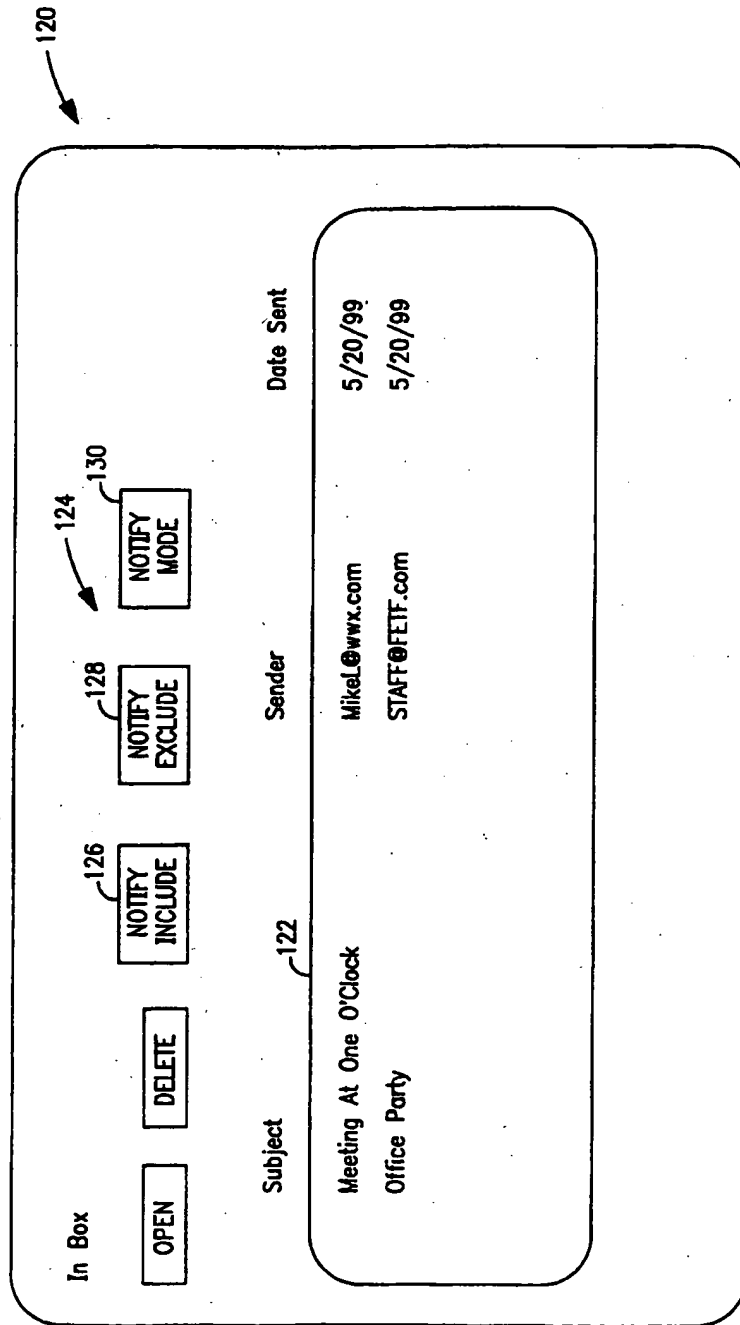 120
In Box
124
126
128
130
OPEN
DELETE
NOTIFY
INCLUDE
NOTIFY
EXCLUDE
NOTIFY
MODE
Subject
Sender
Date Sent
122
Meeting At One O'Clock
MikeL@wwx.com
5/20/99
Office Party
STAFF@FETF.com
5/20/99